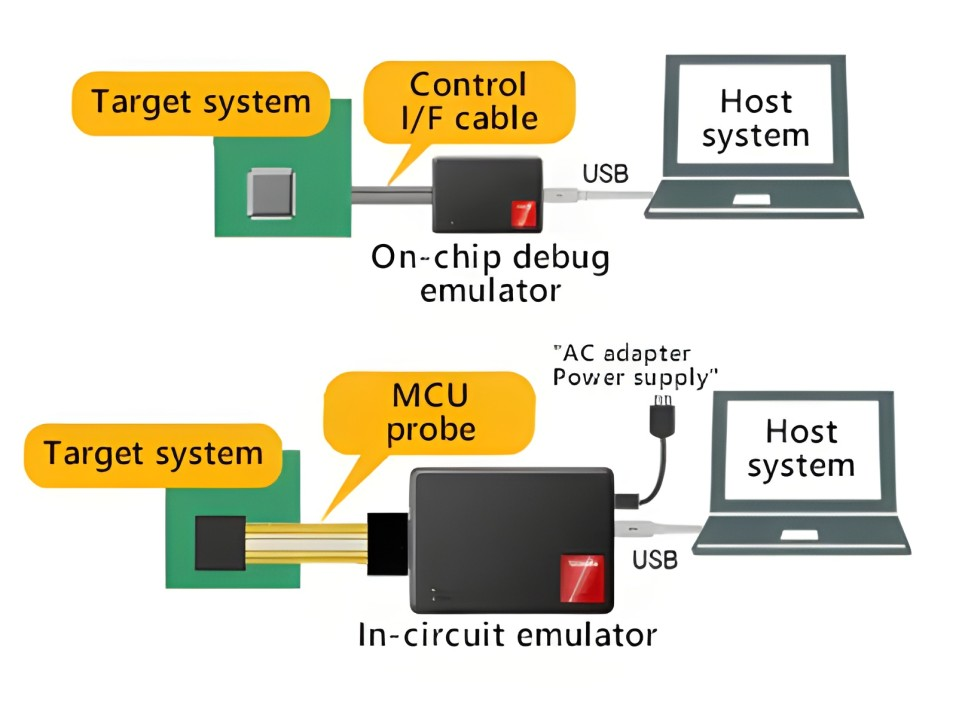 Target system
Control
I/F cable
Host
system
USB
On-chip debug
emulator
"AC adapter
Power supply"
MCU
probe
Target system
Host
system
USB
In-circuit emulator